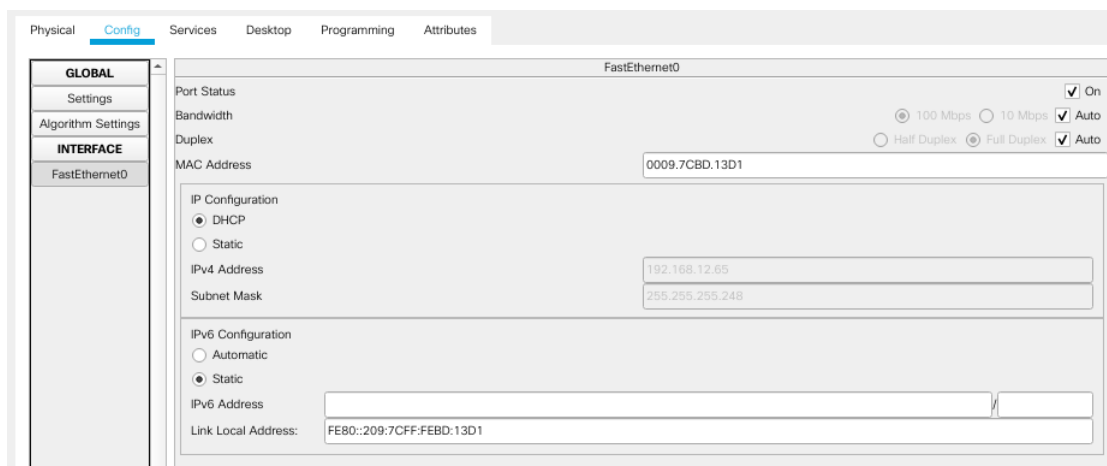 Physical Config Services Desktop Programming Attributes
GLOBAL
Settings
Algorithm Settings
INTERFACE
FastEthernet0
FastEthernet0
Port Status On
Bandwidth 100 Mbps 10 Mbps Auto
Duplex Half Duplex Full Duplex Auto
MAC Address 0009.7CBD.13D1
IP Configuration
DHCP
Static
IPv4 Address 192.168.12.65
Subnet Mask 255.255.255.248
IPv6 Configuration
Automatic
Static
IPv6 Address /
Link Local Address: FE80::209:7CFF:FEBD:13D1